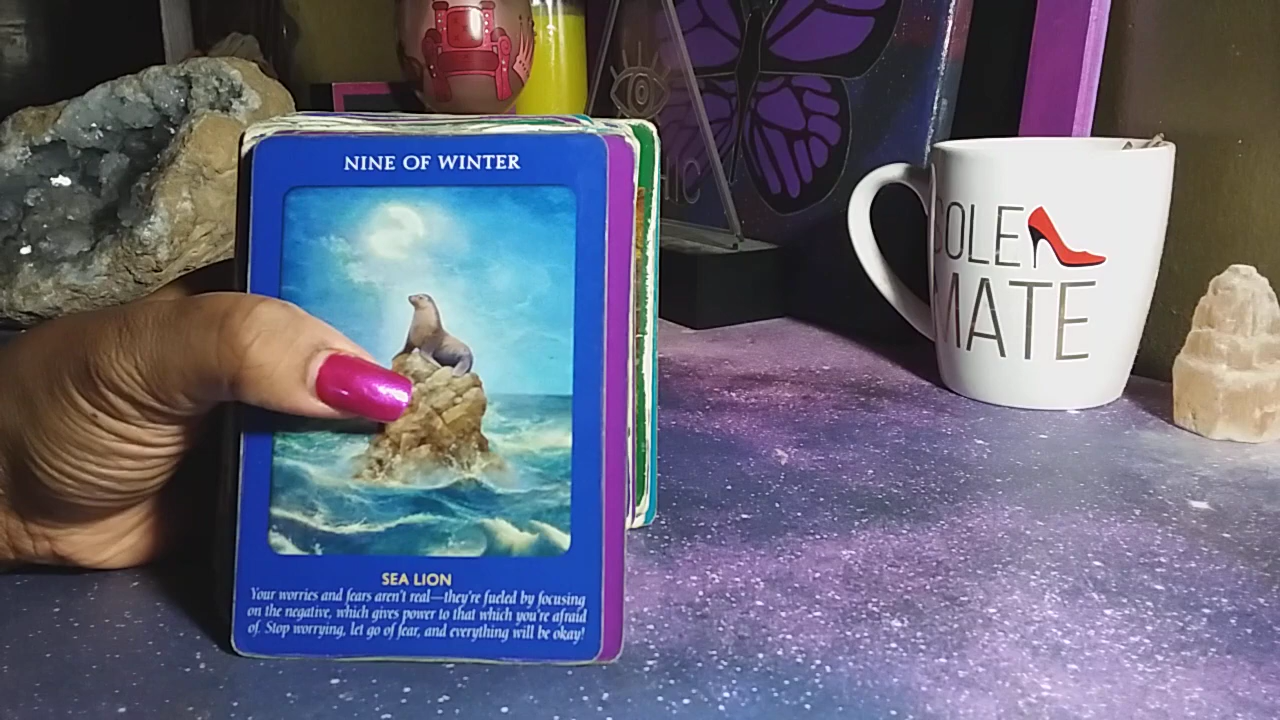 NINE OF WINTER
SEA LION
Your worries and fears aren't real—they're fueled by focusing
on the negative, which gives power to that which you're afraid
of. Stop worrying, let go of fear, and everything will be okay!
SOLE
MATE
HIC